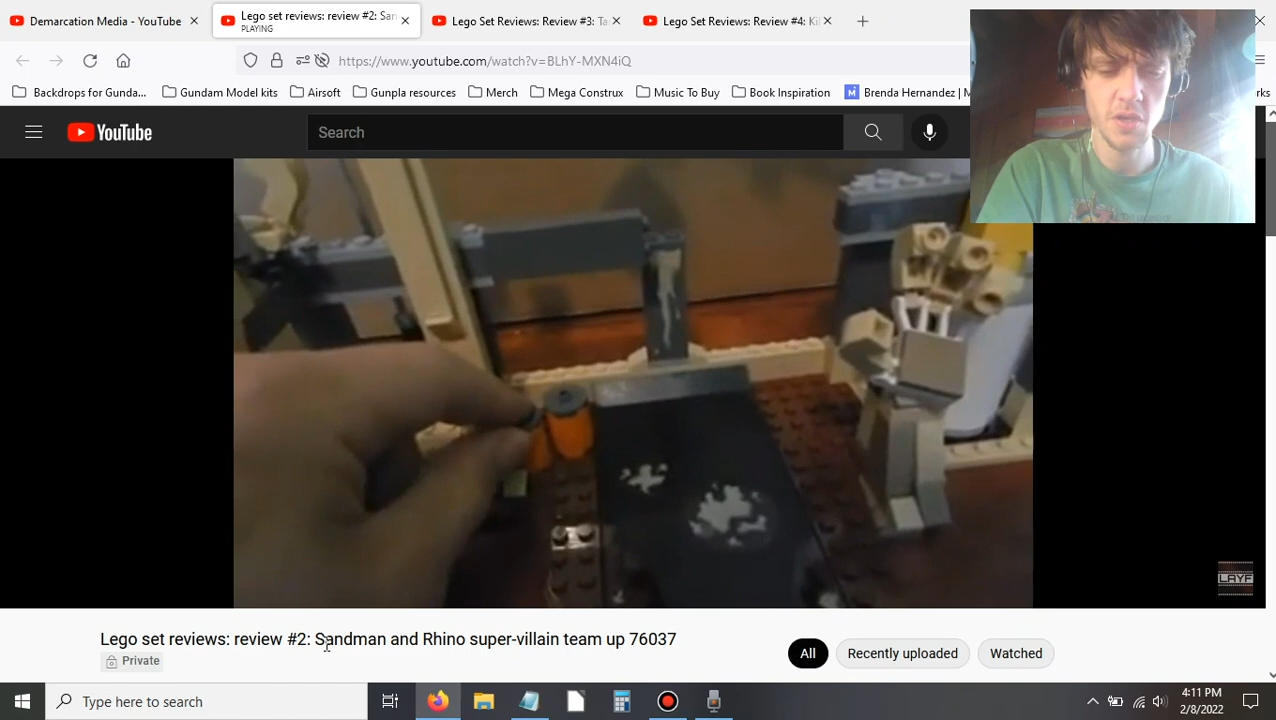 Demarcation Media - YouTube
Lego set reviews: review #2: San
PLAYING
Lego Set Reviews: Review #3: Ta
Lego Set Reviews: Review #4: Kil
https://www.youtube.com/watch?v=BLhY-MXN4iQ
Backdrops for Gunda...
Gundam Model kits
Airsoft
Gunpla resources
Merch
Mega Construx
Music To Buy
Book Inspiration
Brenda Hernandez | M
rks
YouTube
Search
LAYF
Lego set reviews: review #2: Sandman and Rhino super-villain team up 76037
Private
All
Recently uploaded
Watched
Type here to search
4:11 PM
2/8/2022